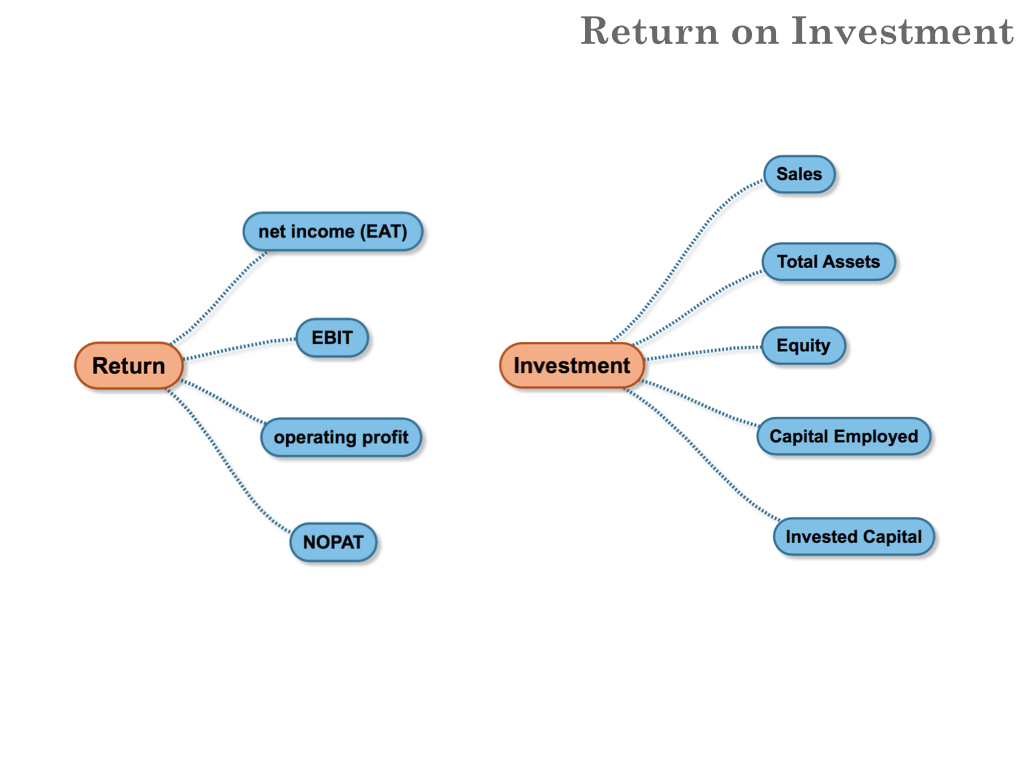 Return on Investment
Return
net income (EAT)
EBIT
operating profit
NOPAT
Investment
Sales
Total Assets
Equity
Capital Employed
Invested Capital